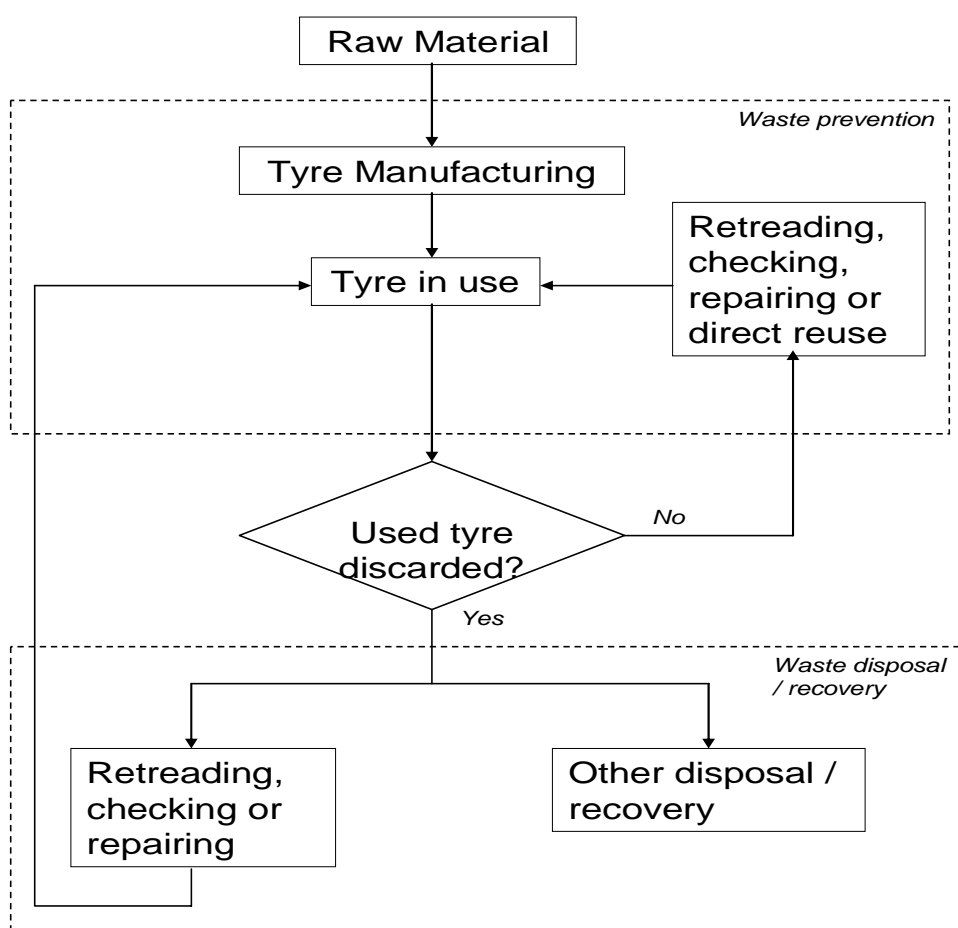 Raw Material
Waste prevention
Tyre Manufacturing
Retreading,
checking,
repairing or
direct reuse
Tyre in use
Used tyre
discarded?
No
Yes
Waste disposal
/ recovery
Retreading,
checking or
repairing
Other disposal /
recovery